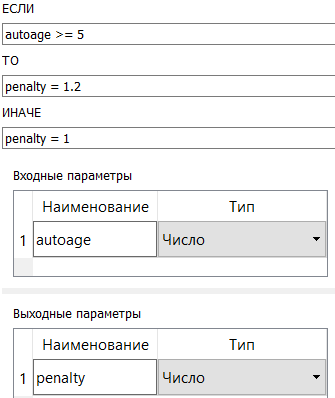 ЕСЛИ
autoage >= 5
ТО
penalty = 1.2
ИНАЧЕ
penalty = 1
Входные параметры
Наименование Тип
1 autoage Число
Выходные параметры
Наименование Тип
1 penalty Число